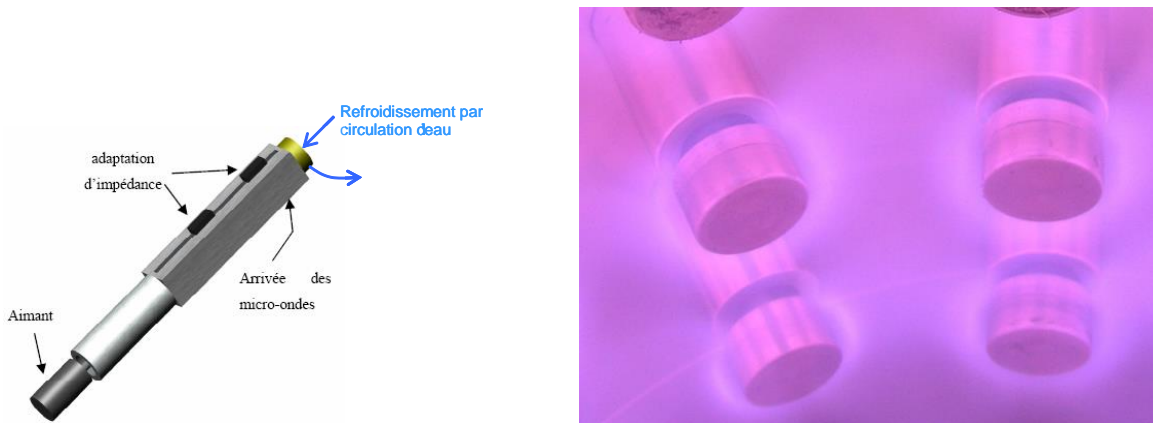 Refroidissement par
circulation deau
adaptation
d'impédance
Arrivée des
micro-ondes
Aimant